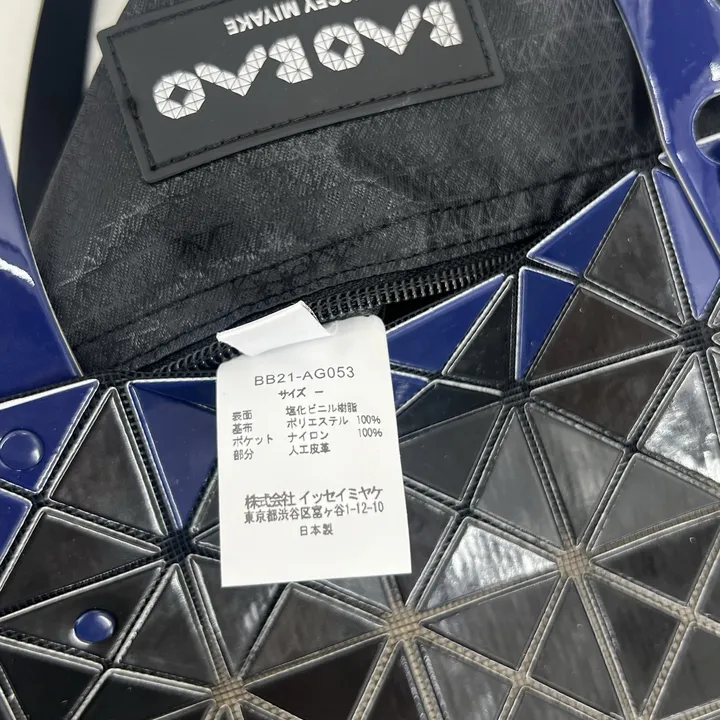 BAO BAO
ISSEY MIYAKE
BB21-AG053
サイズ ー
表面 塩化ビニル樹脂
基布 ポリエステル 100%
ポケット ナイロン 100%
部分 人工皮革
株式会社 イッセイミヤケ
東京都渋谷区富ヶ谷1-12-10
日本製